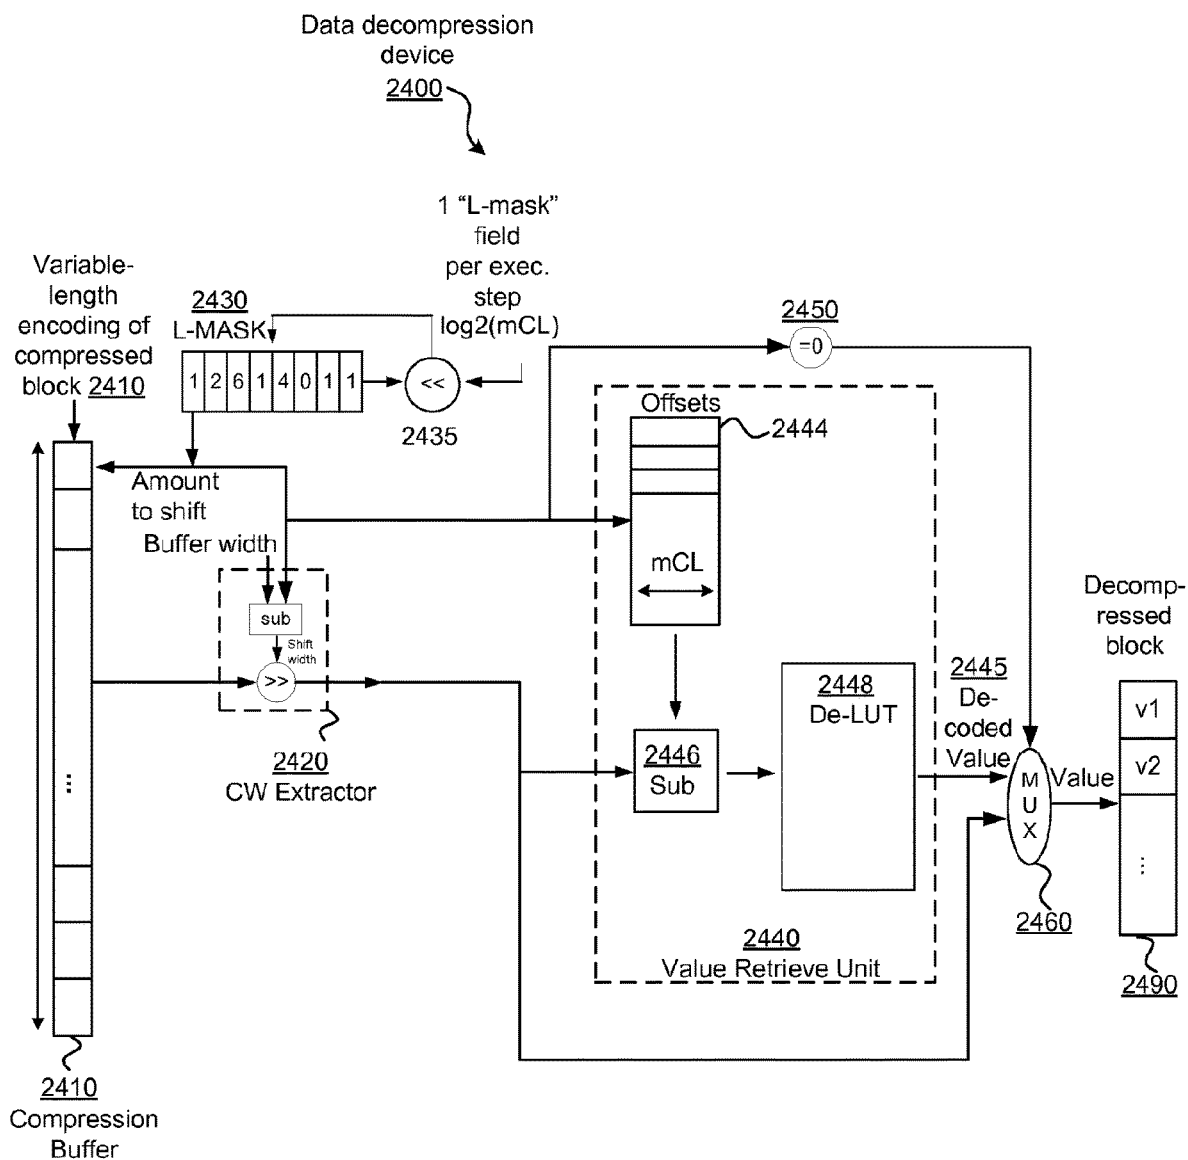 Data decompression
device
2400
1 “L-mask”
field
per exec.
step
log2(mCL)
Variable-
length
encoding of
compressed
block 2410
2430
L-MASK
1 2 6 1 4 0 1 1
<<
2435
2450
=0
Offsets
2444
Amount
to shift
Buffer width
mCL
sub
Shift
width
>>
2420
CW Extractor
2446
Sub
2448
De-LUT
2445
De-
coded
Value
M
U
X
Value
2460
Decomp-
ressed
block
v1
v2
...
2490
2440
Value Retrieve Unit
...
2410
Compression
Buffer